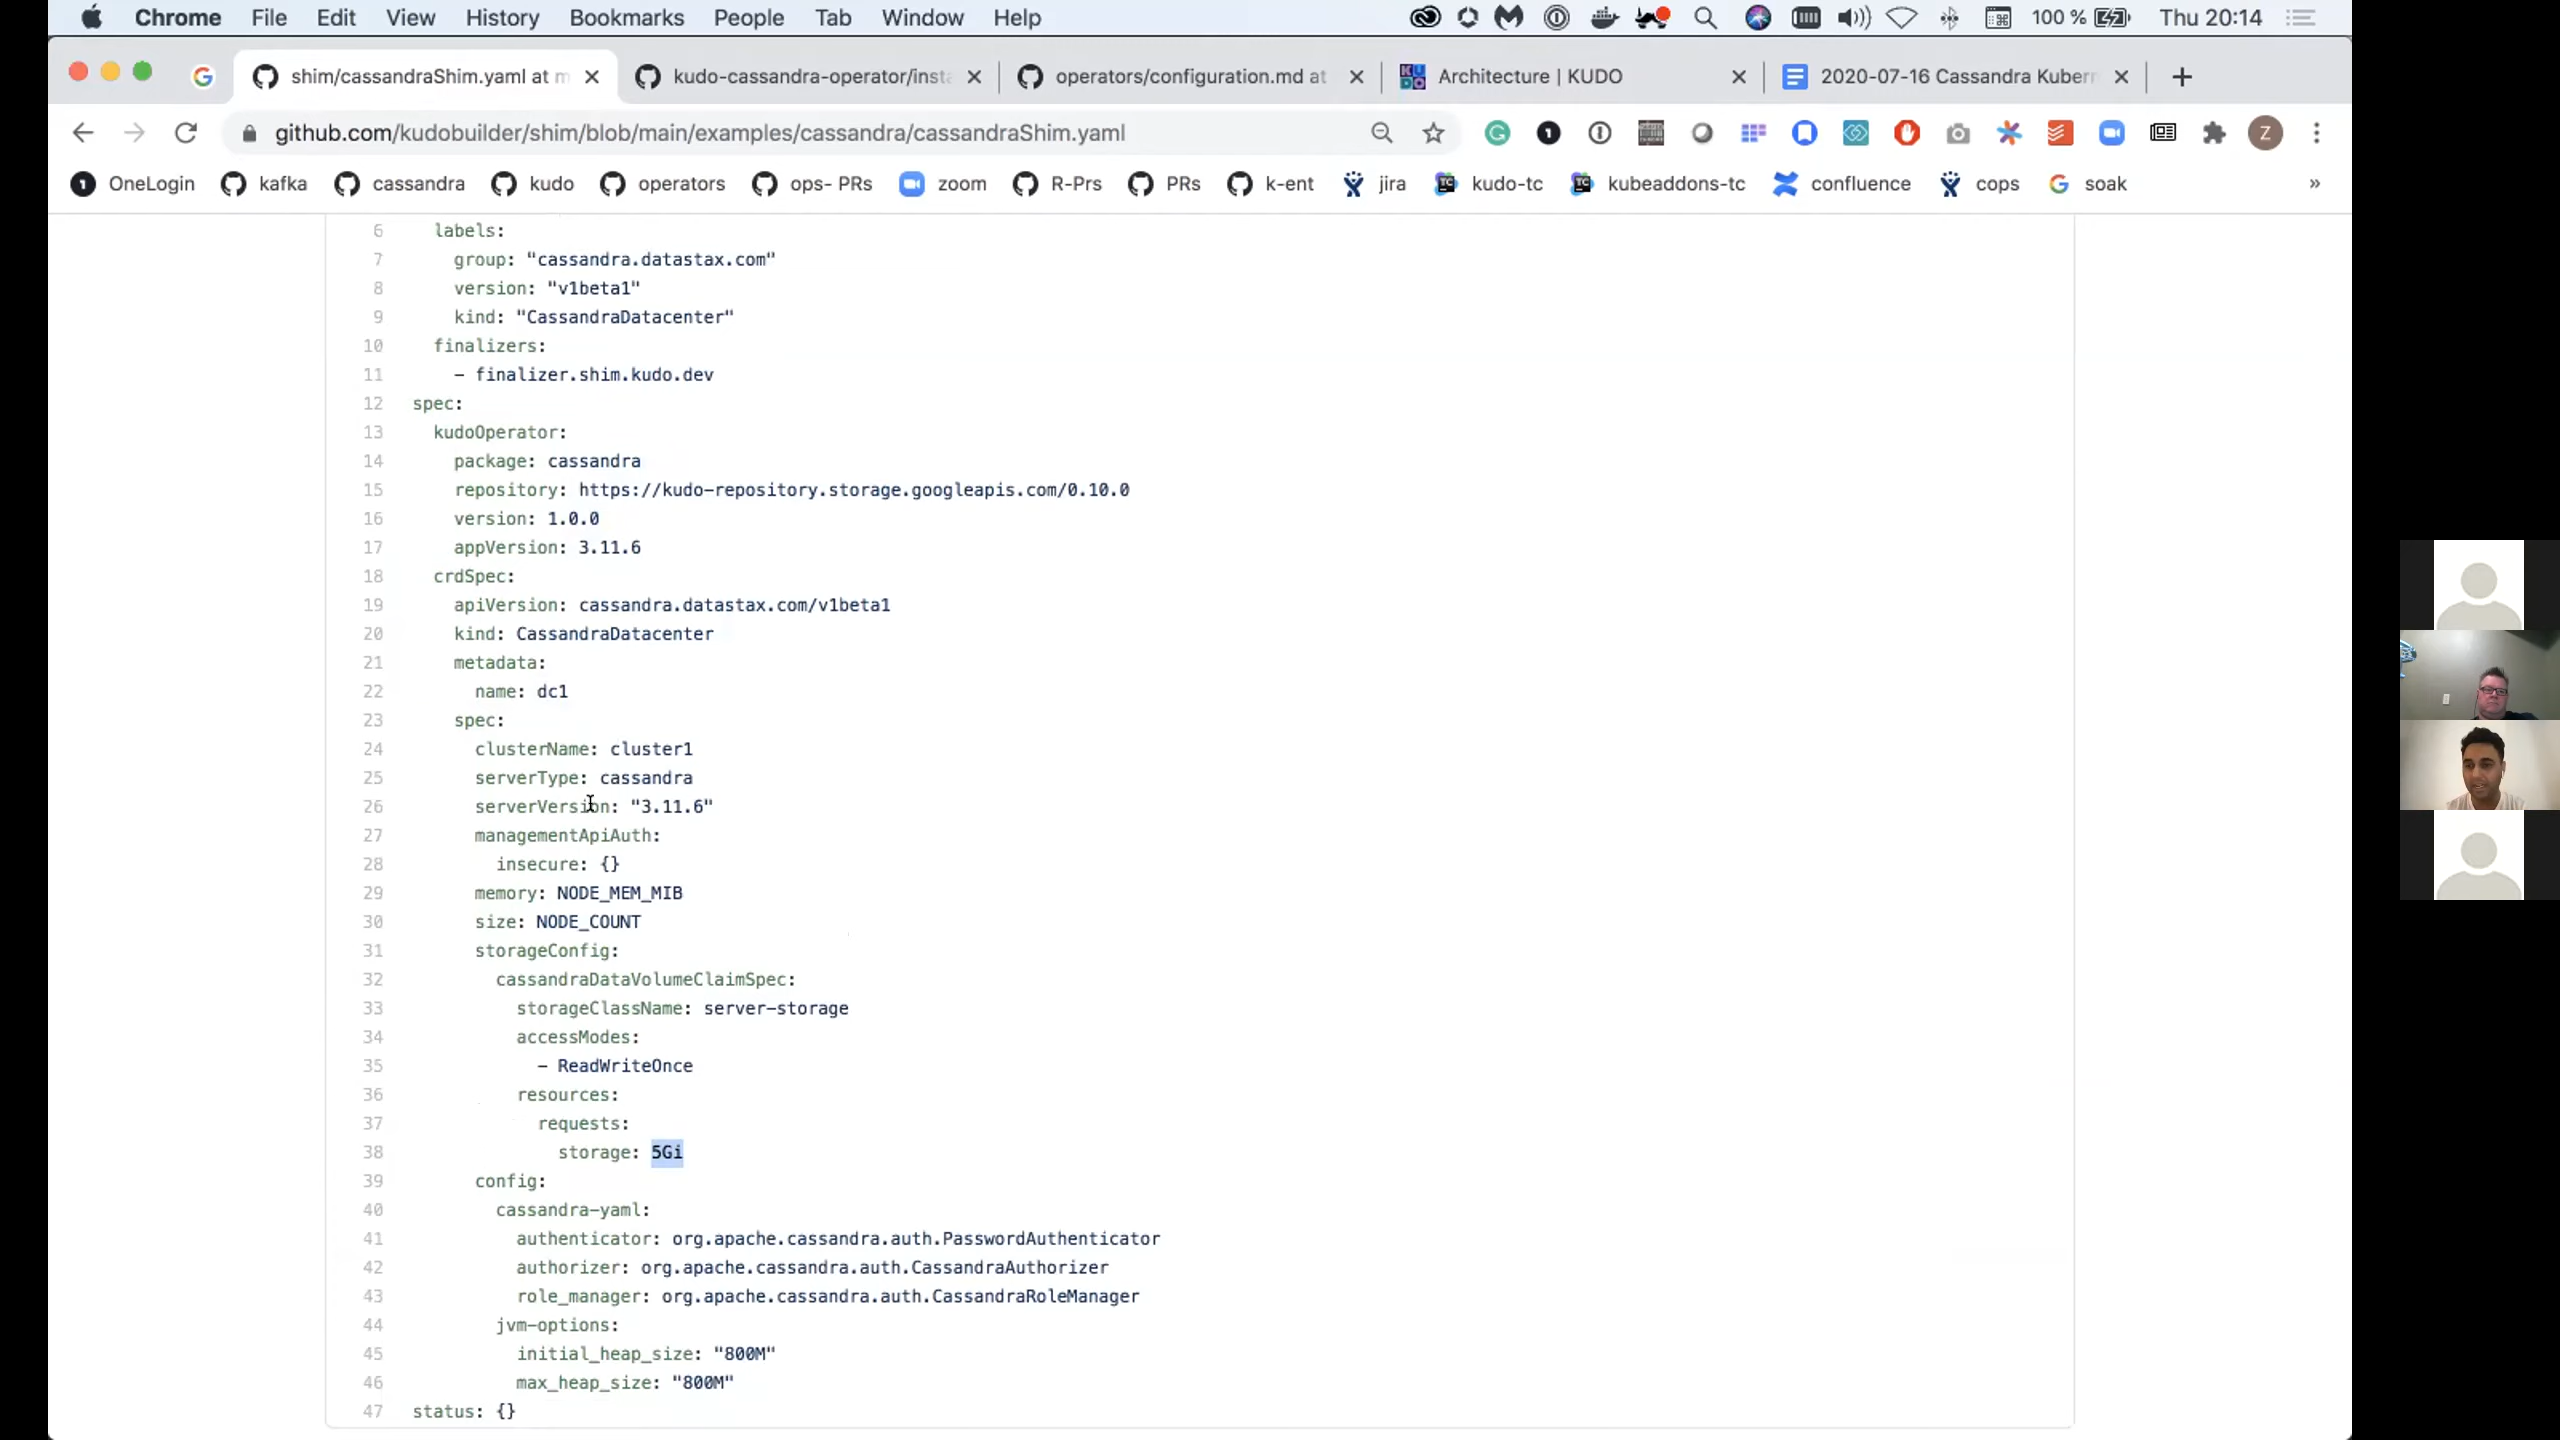 Chrome File Edit View History Bookmarks People Tab Window Help 100 % Thu 20:14
shim/cassandraShim.yaml at m kudo-cassandra-operator/insta operators/configuration.md at Architecture | KUDO 2020-07-16 Cassandra Kubern
github.com/kudobuilder/shim/blob/main/examples/cassandra/cassandraShim.yaml Z
OneLogin kafka cassandra kudo operators ops- PRs zoom R-Prs PRs k-ent jira kudo-tc kubeaddons-tc confluence cops soak »
6 labels:
7 group: "cassandra.datastax.com"
8 version: "v1beta1"
9 kind: "CassandraDatacenter"
10 finalizers:
11 - finalizer.shim.kudo.dev
12 spec:
13 kudoOperator:
14 package: cassandra
15 repository: https://kudo-repository.storage.googleapis.com/0.10.0
16 version: 1.0.0
17 appVersion: 3.11.6
18 crdSpec:
19 apiVersion: cassandra.datastax.com/v1beta1
20 kind: CassandraDatacenter
21 metadata:
22 name: dc1
23 spec:
24 clusterName: cluster1
25 serverType: cassandra
26 serverVersion: "3.11.6"
27 managementApiAuth:
28 insecure: {}
29 memory: NODE_MEM_MIB
30 size: NODE_COUNT
31 storageConfig:
32 cassandraDataVolumeClaimSpec:
33 storageClassName: server-storage
34 accessModes:
35 - ReadWriteOnce
36 resources:
37 requests:
38 storage: 5Gi
39 config:
40 cassandra-yaml:
41 authenticator: org.apache.cassandra.auth.PasswordAuthenticator
42 authorizer: org.apache.cassandra.auth.CassandraAuthorizer
43 role_manager: org.apache.cassandra.auth.CassandraRoleManager
44 jvm-options:
45 initial_heap_size: "800M"
46 max_heap_size: "800M"
47 status: {}